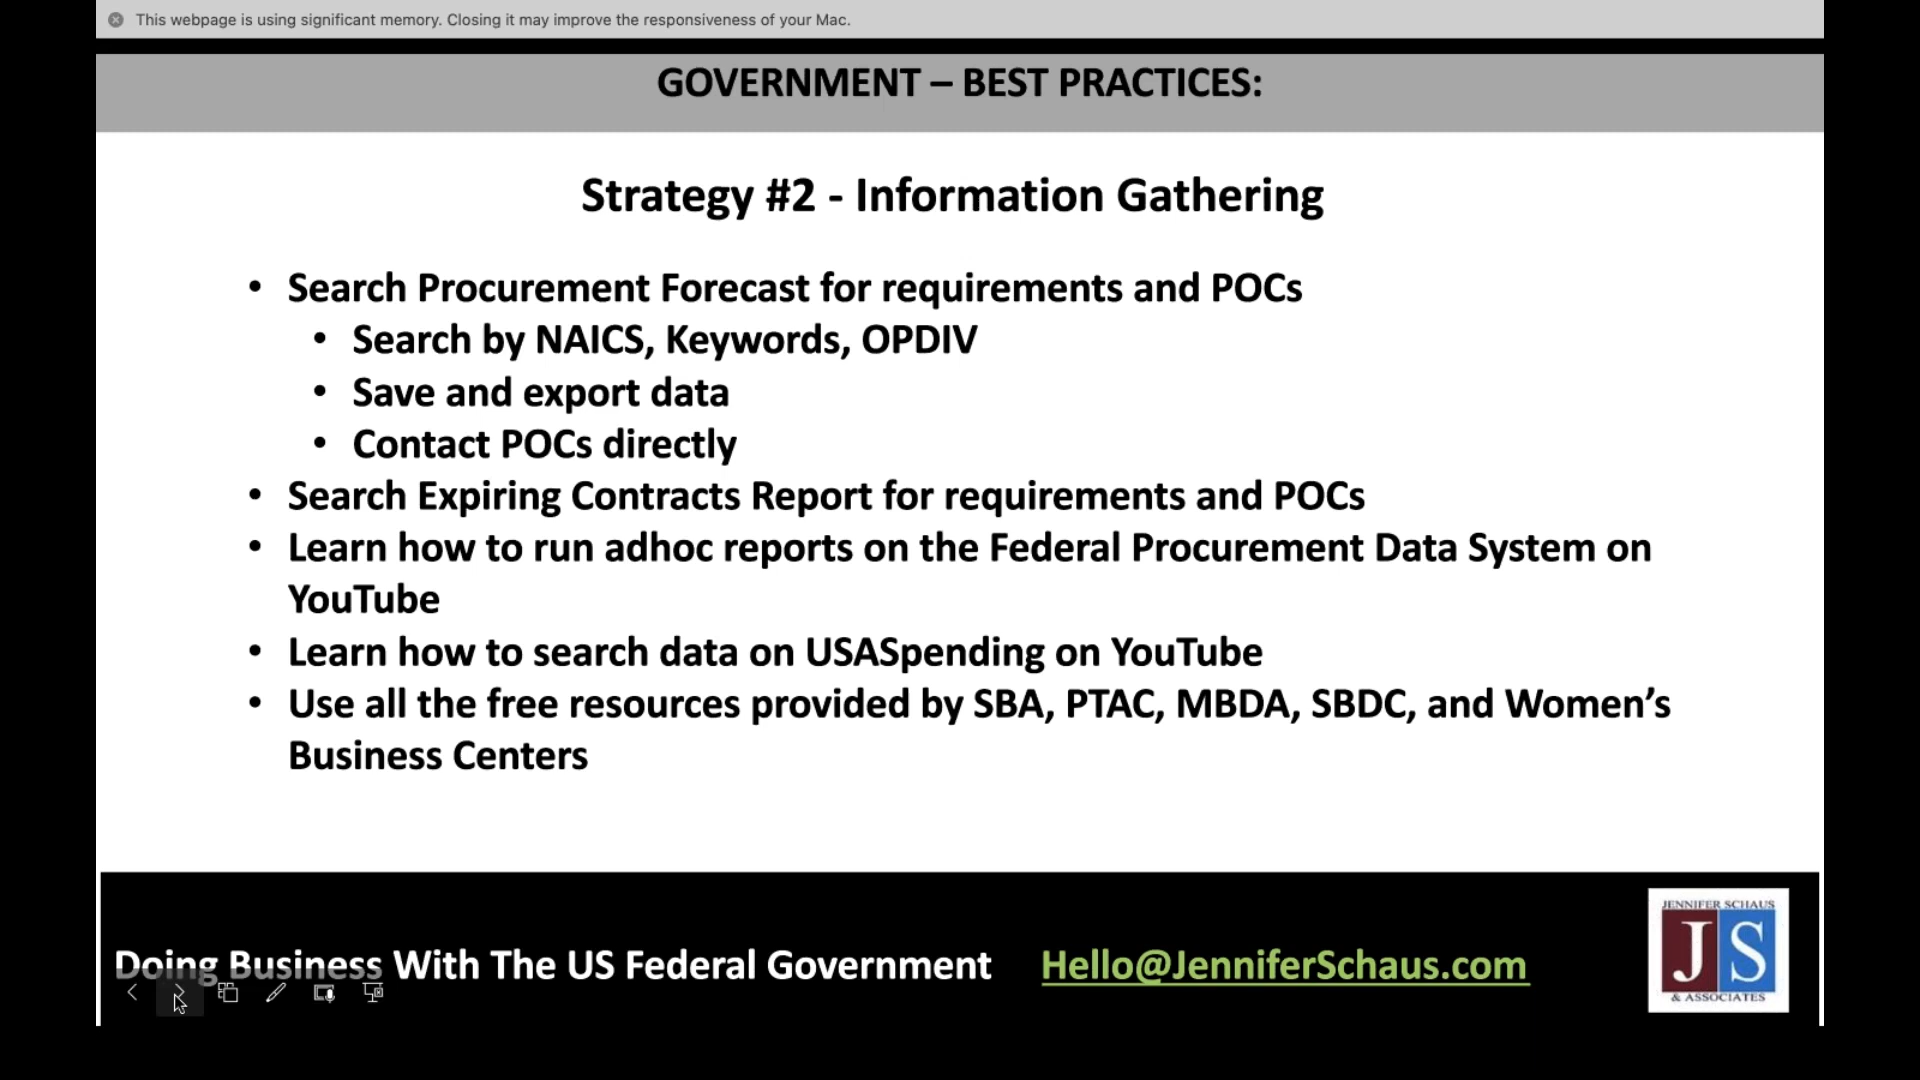 This webpage is using significant memory. Closing it may improve the responsiveness of your Mac.
GOVERNMENT – BEST PRACTICES:
Strategy #2 - Information Gathering
• Search Procurement Forecast for requirements and POCs
• Search by NAICS, Keywords, OPDIV
• Save and export data
• Contact POCs directly
• Search Expiring Contracts Report for requirements and POCs
• Learn how to run adhoc reports on the Federal Procurement Data System on
YouTube
• Learn how to search data on USASpending on YouTube
• Use all the free resources provided by SBA, PTAC, MBDA, SBDC, and Women’s
Business Centers
Doing Business With The US Federal Government
Hello@JenniferSchaus.com
JENNIFER SCHAUS
JS
& ASSOCIATES